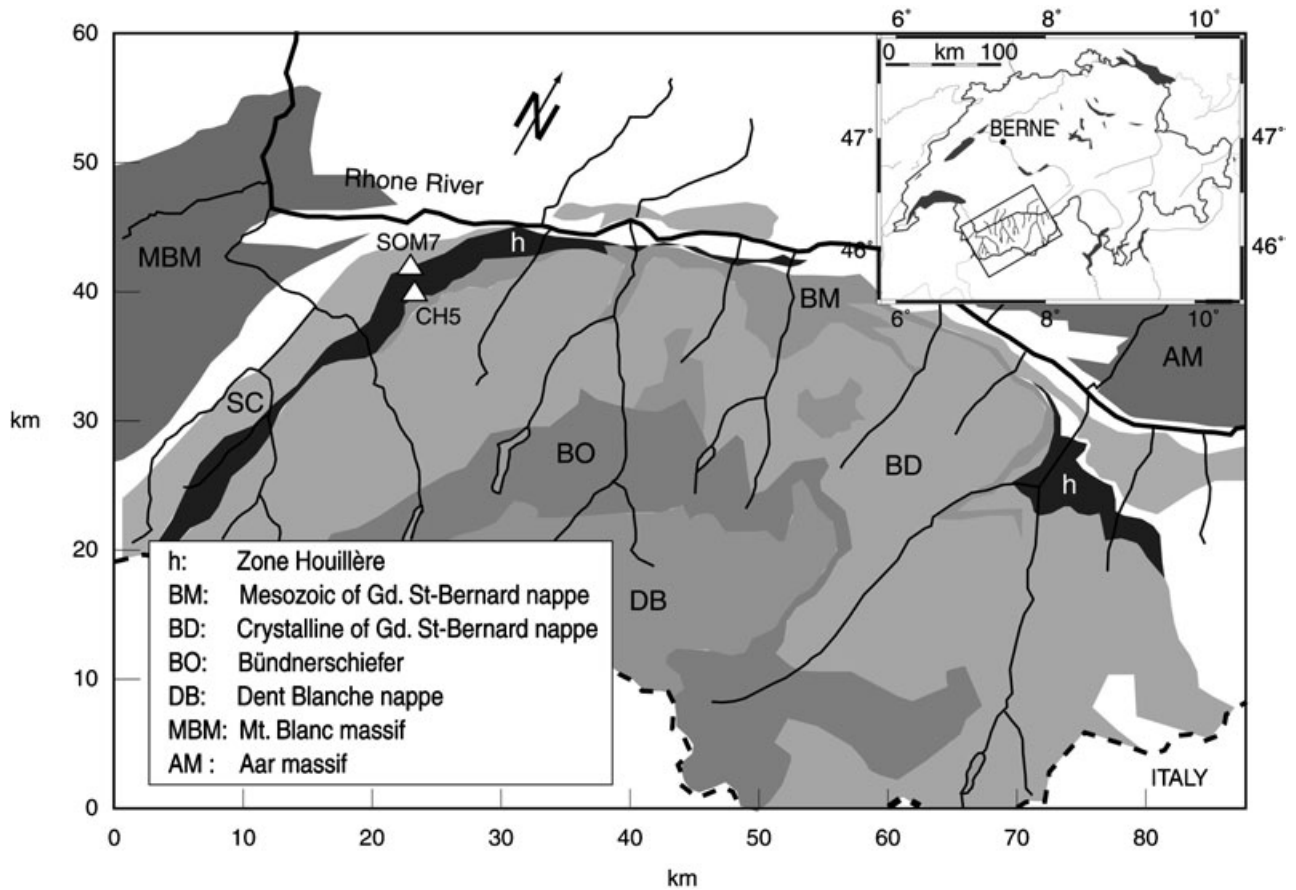 60
50
40
30
20
10
0
km
0
10
20
30
40
50
60
70
80
km
N
Rhone River
MBM
SOM7
h
CH5
SC
BM
BO
BD
AM
h
DB
ITALY
h: Zone Houillère
BM: Mesozoic of Gd. St-Bernard nappe
BD: Crystalline of Gd. St-Bernard nappe
BO: Bündnerschiefer
DB: Dent Blanche nappe
MBM: Mt. Blanc massif
AM : Aar massif
6° 8° 10°
0 km 100
BERNE
47° 47°
46° 46°
6° 8° 10°